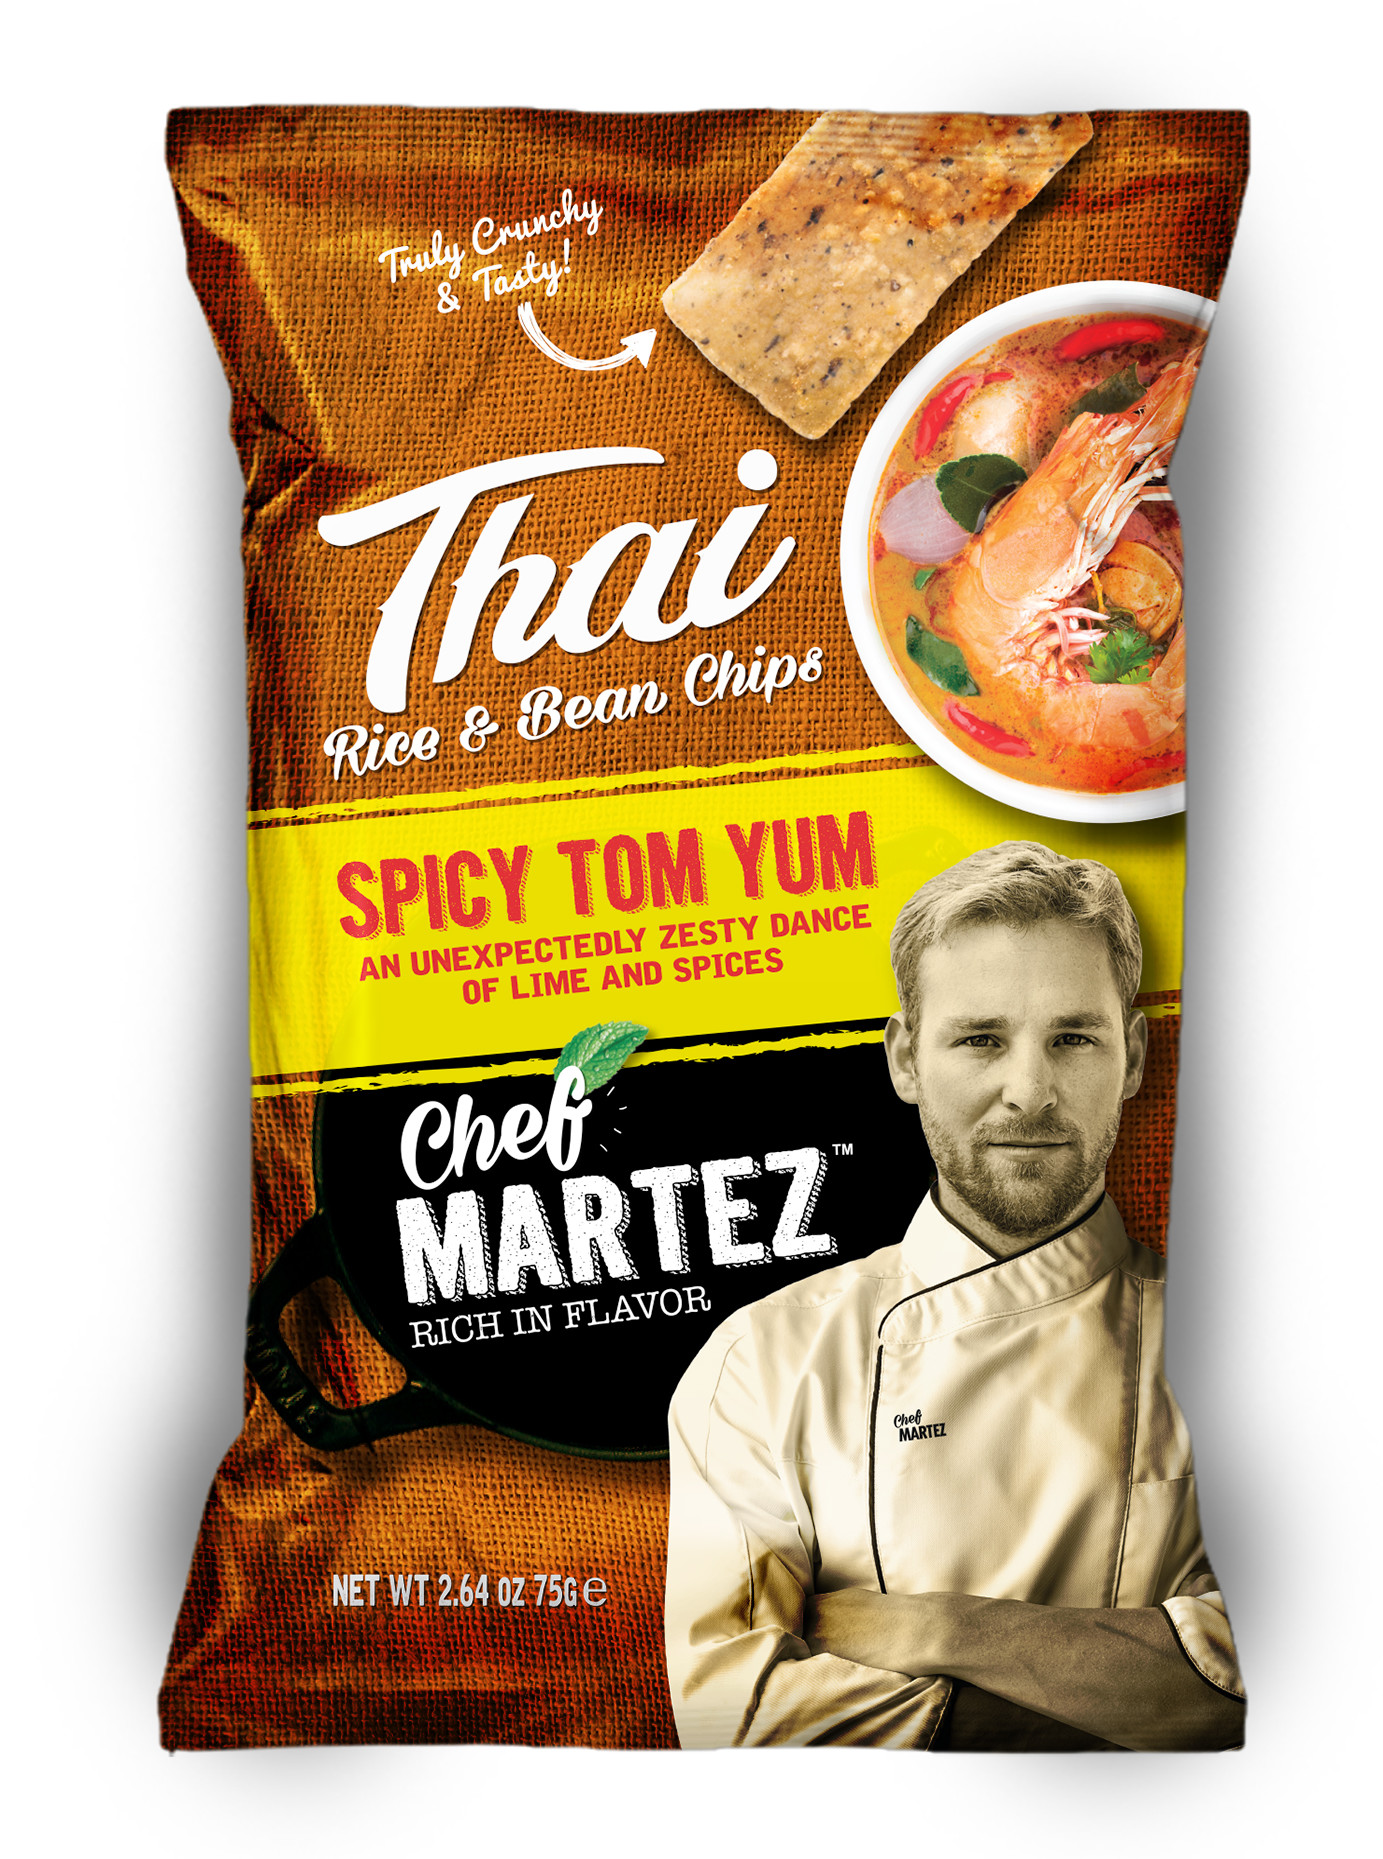 Truly Crunchy
& Tasty!
Thai
Rice & Bean Chips
SPICY TOM YUM
AN UNEXPECTEDLY ZESTY DANCE
OF LIME AND SPICES
Chef
MARTEZ™
RICH IN FLAVOR
Chef
MARTEZ
NET WT 2.64 OZ 75G ℮